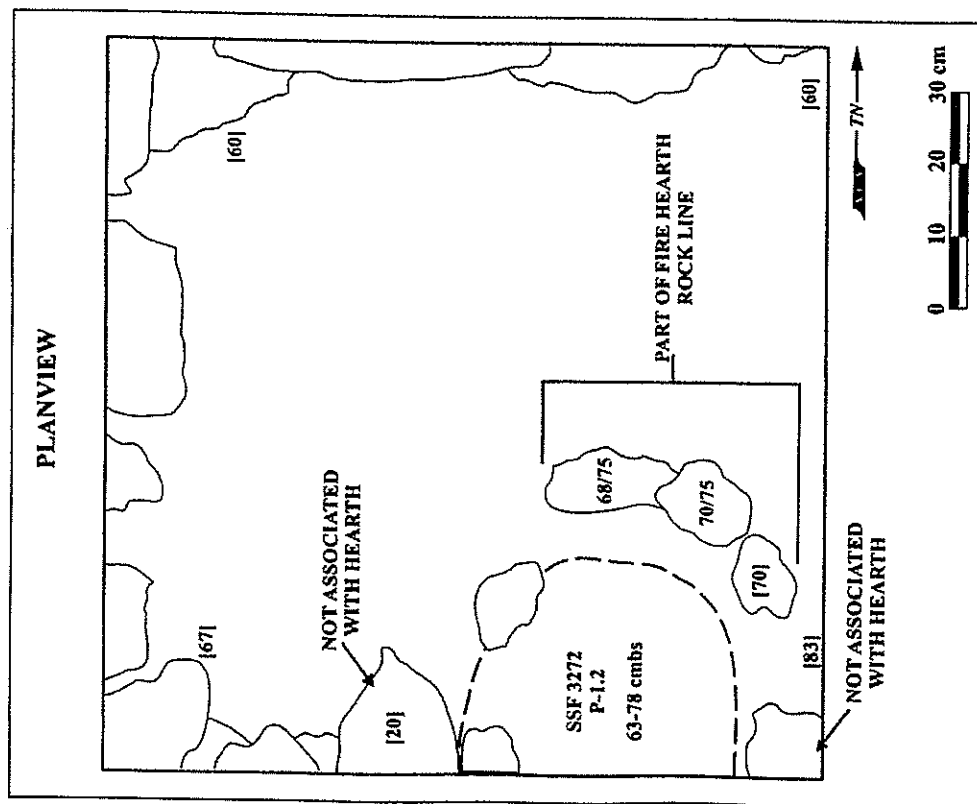 PLANVIEW
[60]
[60]
TN
0 10 20 30 cm
PART OF FIRE HEARTH
ROCK LINE
68/75
70/75
[70]
NOT ASSOCIATED
WITH HEARTH
[67]
[20]
SSF 3272
P-1.2
63-78 cmbs
[83]
NOT ASSOCIATED
WITH HEARTH